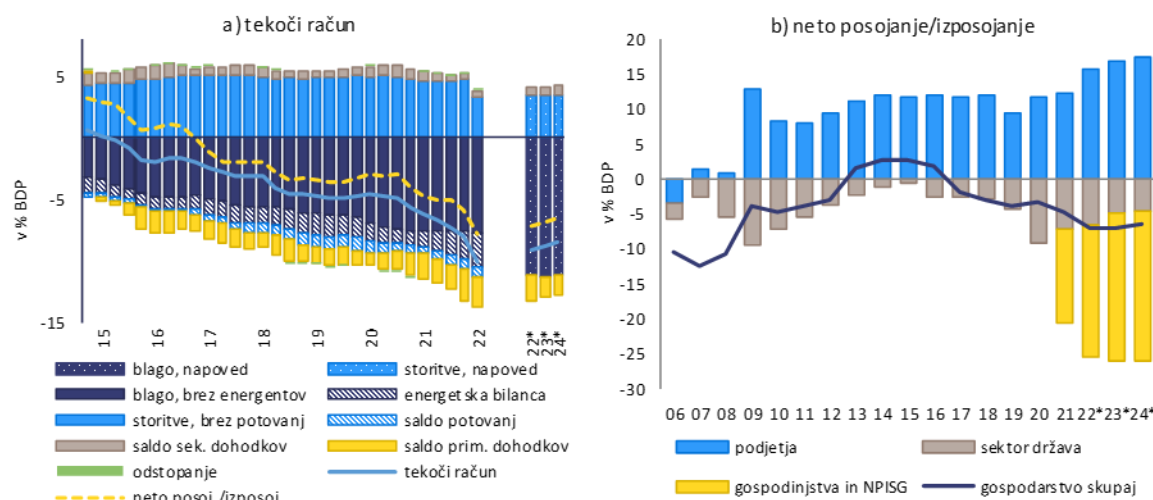 a) tekoči račun
5
-5
-15
v % BDP
15 16 17 18 19 20 21 22 22* 23* 24*
blago, napoved
storitve, napoved
blago, brez energentov
energetska bilanca
storitve, brez potovanj
saldo potovanj
saldo sek. dohodkov
saldo prim. dohodkov
odstopanje
tekoči račun
neto posoj./izposoj.
b) neto posojanje/izposojanje
20
15
10
5
0
-5
-10
-15
-20
-25
-30
v % BDP
06 07 08 09 10 11 12 13 14 15 16 17 18 19 20 21 22* 23* 24*
podjetja
sektor država
gospodinjstva in NPISG
gospodarstvo skupaj